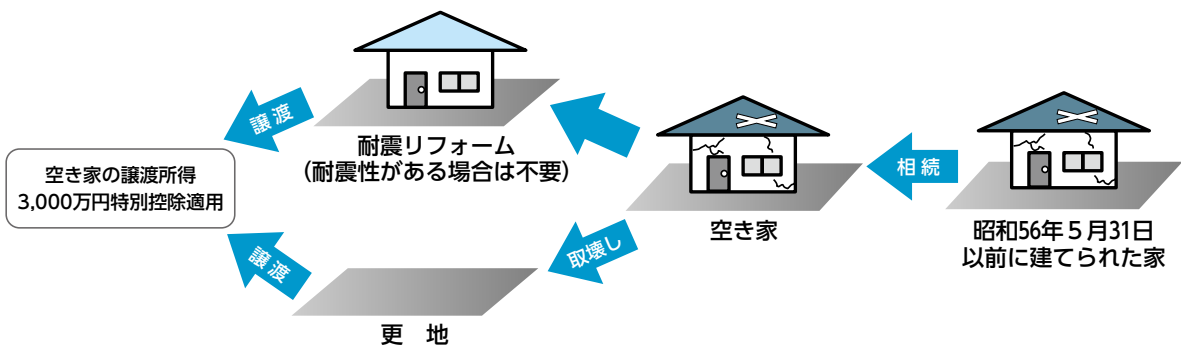 譲渡
耐震リフォーム
（耐震性がある場合は不要）
空き家の譲渡所得
3,000万円特別控除適用
相続
空き家
昭和56年５月31日
以前に建てられた家
譲渡
取壊し
更　地